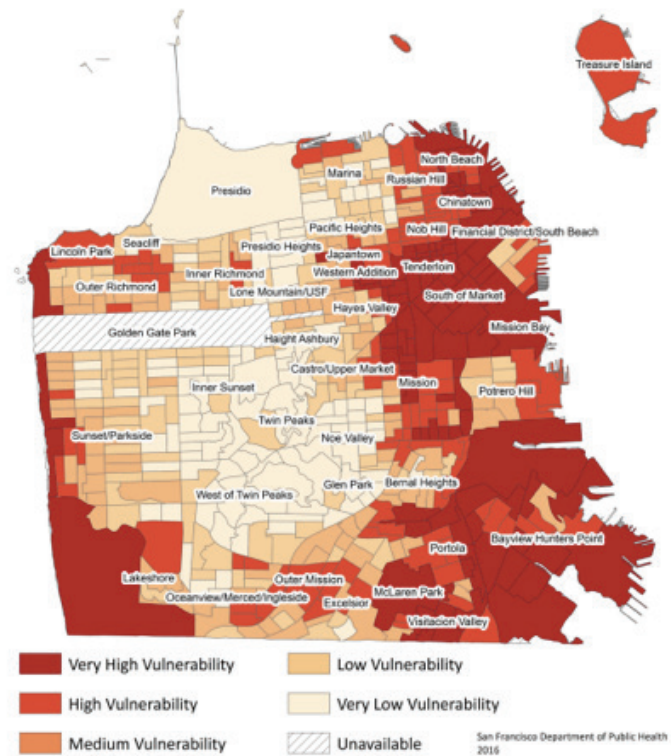 Treasure Island
North Beach
Marina
Russian Hill
Presidio
Chinatown
Pacific Heights
Nob Hill
Financial District/South Beach
Seacliff
Presidio Heights
Lincoln Park
Japantown
Inner Richmond
Western Addition
Tenderloin
Outer Richmond
Lone Mountain/USF
South of Market
Hayes Valley
Golden Gate Park
Mission Bay
Haight Ashbury
Castro/Upper Market
Inner Sunset
Mission
Potrero Hill
Twin Peaks
Sunset/Parkside
Noe Valley
Glen Park
Bernal Heights
West of Twin Peaks
Bayview Hunters Point
Portola
Lakeshore
Outer Mission
McLaren Park
Oceanview/Merced/Ingleside
Excelsior
Visitacion Valley
Very High Vulnerability
Low Vulnerability
High Vulnerability
Very Low Vulnerability
Medium Vulnerability
Unavailable
San Francisco Department of Public Health
2016